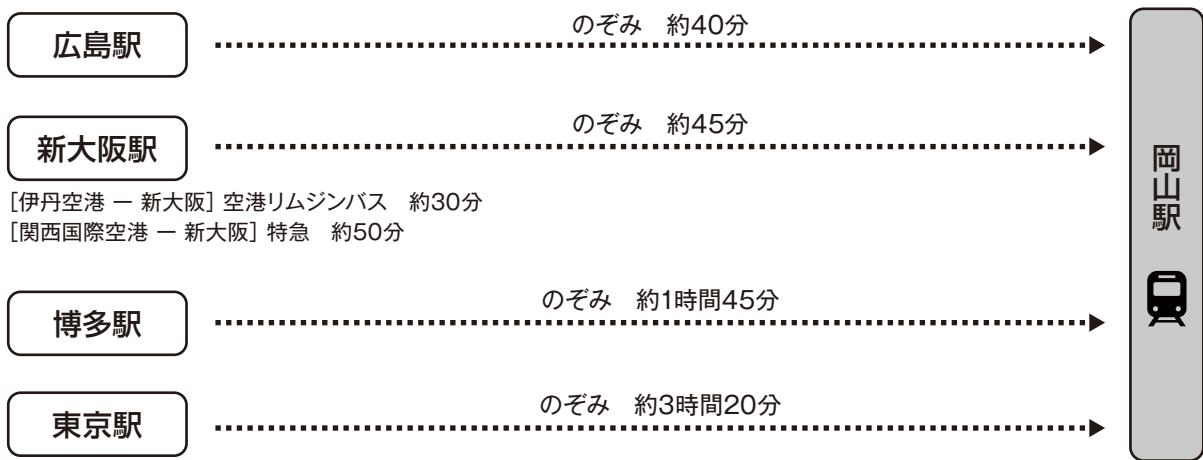 広島駅
のぞみ　約40分
新大阪駅
のぞみ　約45分
［伊丹空港 ー 新大阪］空港リムジンバス　約30分
［関西国際空港 ー 新大阪］特急　約50分
博多駅
のぞみ　約1時間45分
東京駅
のぞみ　約3時間20分
岡山駅